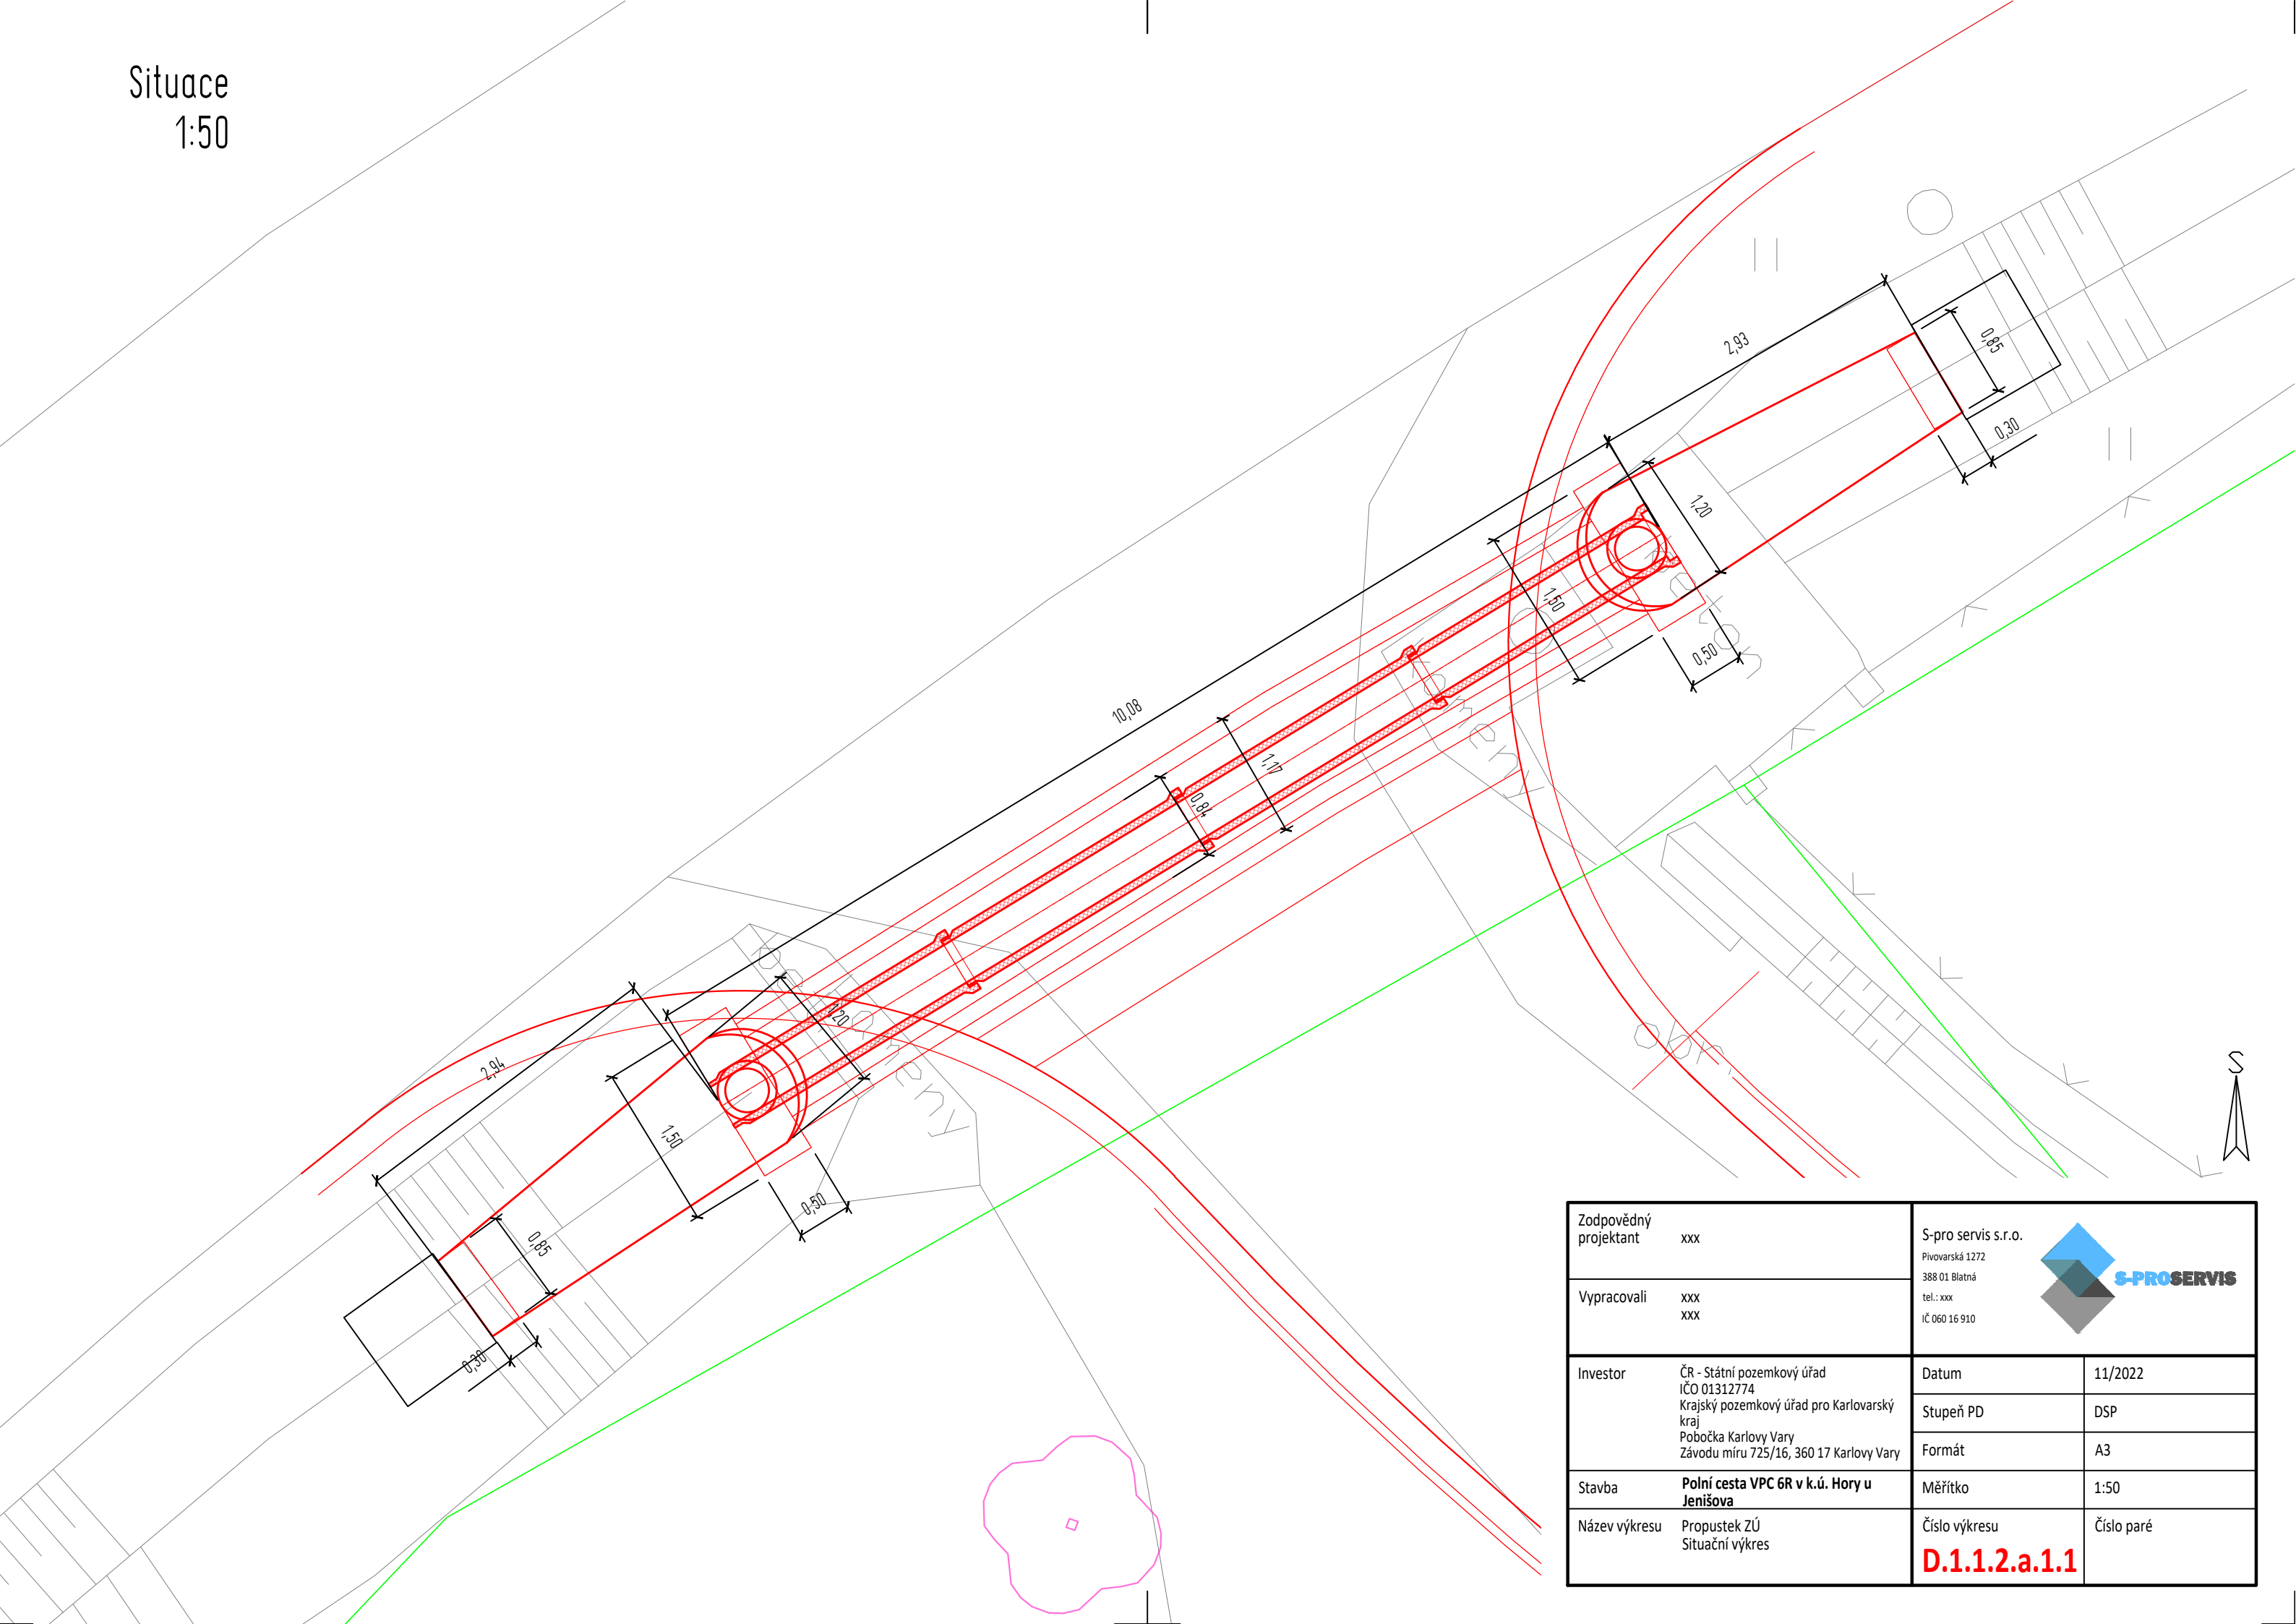 Situace
1:50
2,93
0,85
0,30
1,20
1,50
0,50
10,08
1,17
0,84
1,20
2,94
1,50
0,50
0,85
0,30
S
Zodpovědný
projektant xxx
Vypracovali xxx
xxx
S-pro servis s.r.o.
Pivovarská 1272
388 01 Blatná
tel.: xxx
IČ 060 16 910
S-PROSERVIS
Investor ČR - Státní pozemkový úřad
IČO 01312774
Krajský pozemkový úřad pro Karlovarský
kraj
Pobočka Karlovy Vary
Závodu míru 725/16, 360 17 Karlovy Vary
Datum 11/2022
Stupeň PD DSP
Formát A3
Stavba Polní cesta VPC 6R v k.ú. Hory u
Jenišova
Měřítko 1:50
Název výkresu Propustek ZÚ
Situační výkres
Číslo výkresu Číslo paré
D.1.1.2.a.1.1